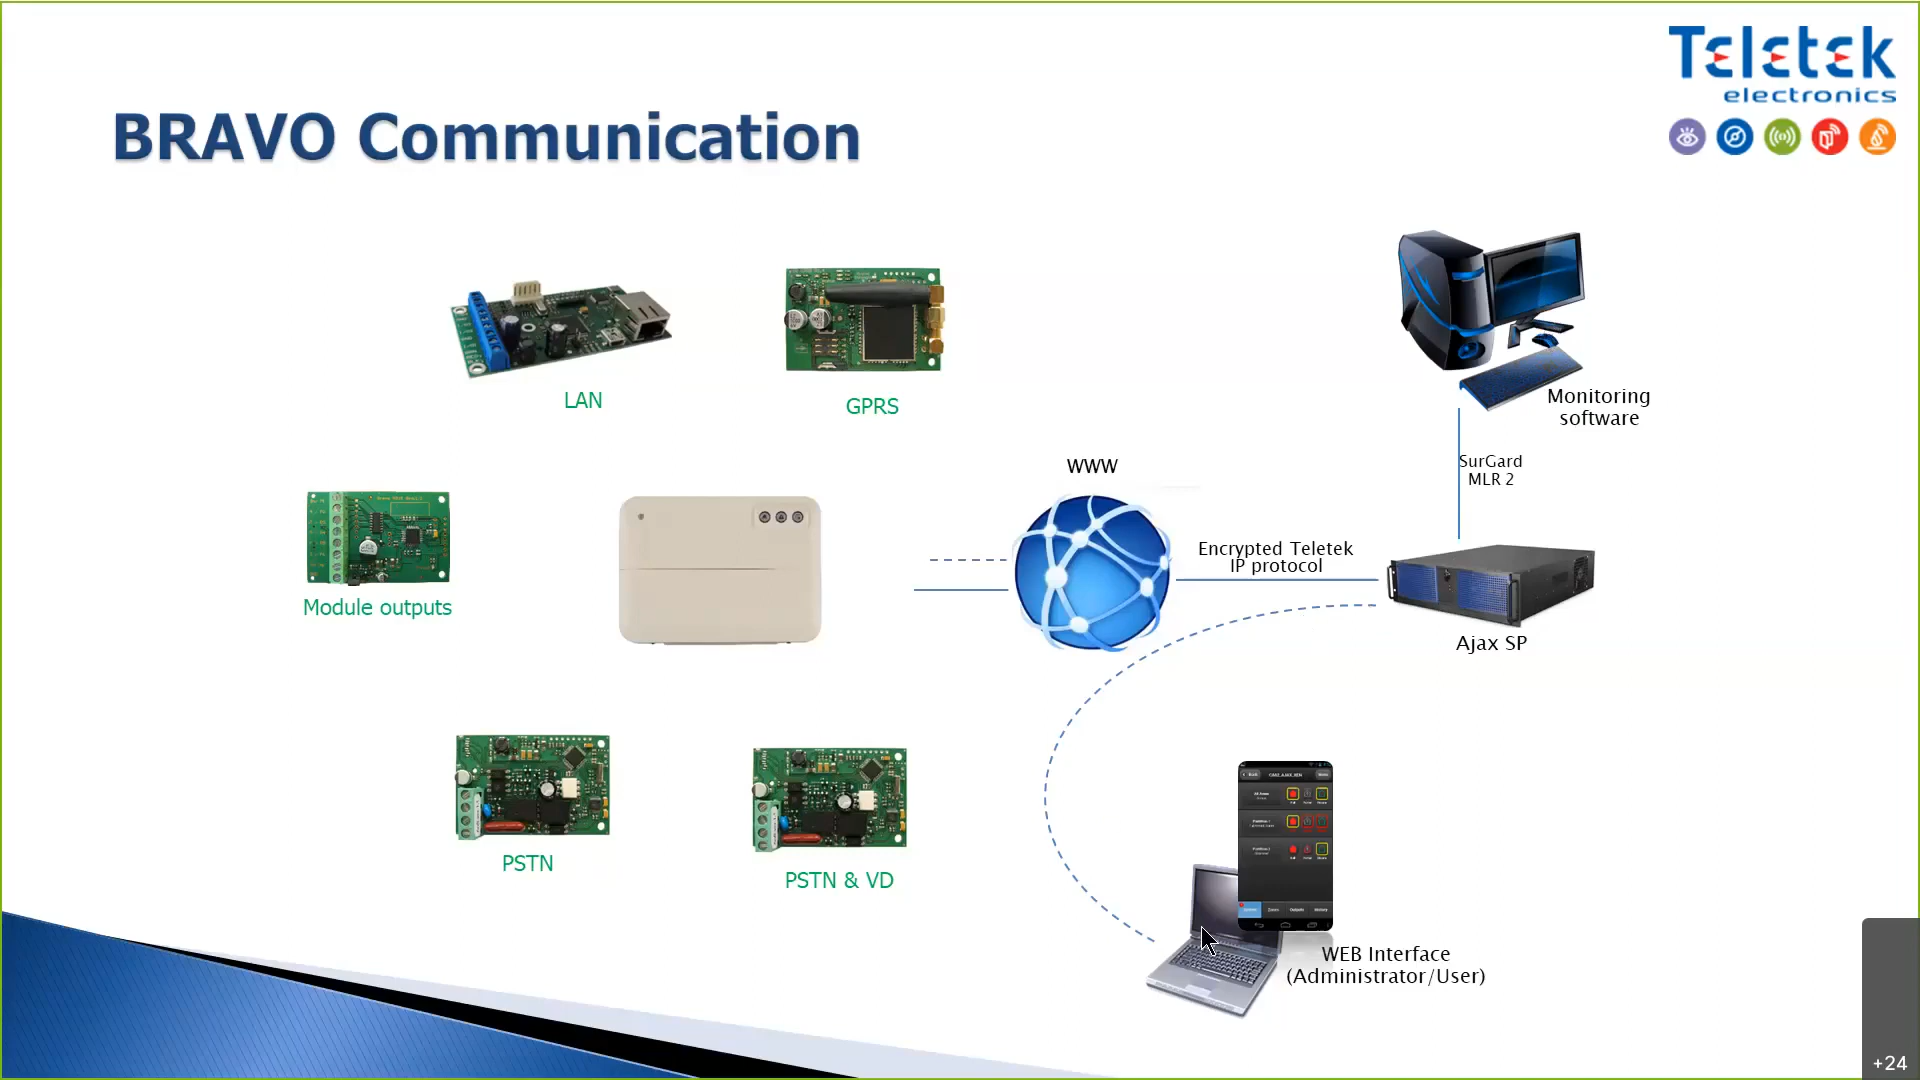 Teletek
electronics
BRAVO Communication
LAN
GPRS
Monitoring
software
WWW
SurGard
MLR 2
Encrypted Teletek
IP protocol
Module outputs
Ajax SP
PSTN
PSTN & VD
WEB Interface
(Administrator/User)
+24